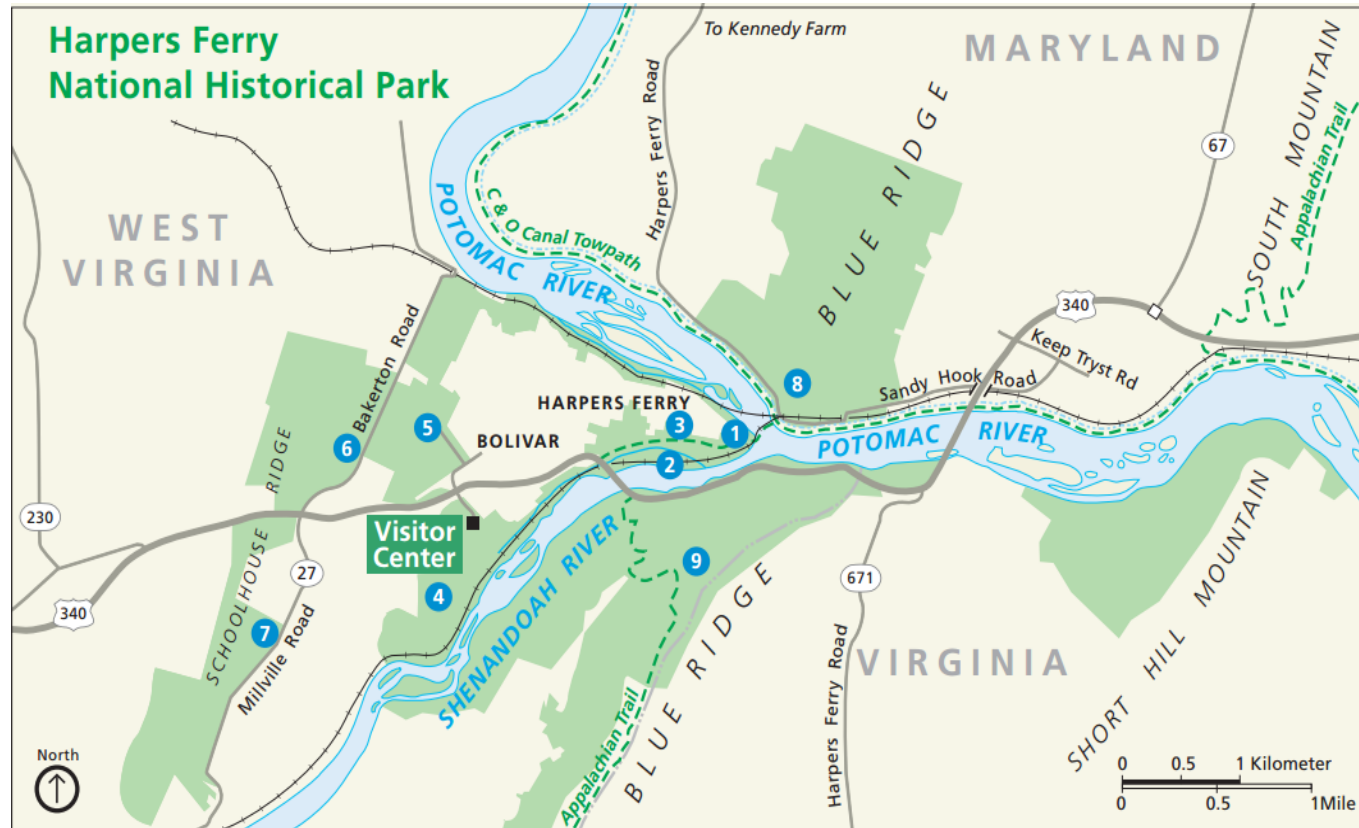 Harpers Ferry
National Historical Park
To Kennedy Farm
MARYLAND
WEST
VIRGINIA
POTOMAC RIVER
C & O Canal Towpath
Harpers Ferry Road
BLUE RIDGE
67
SOUTH MOUNTAIN
Appalachian Trail
340
Keep Tryst Rd
Sandy Hook Road
8
HARPERS FERRY
3
1
2
BOLIVAR
5
6
Bakerton Road
POTOMAC RIVER
SCHOOLHOUSE RIDGE
230
Visitor
Center
27
4
340
7
Millville Road
SHENANDOAH RIVER
9
671
Harpers Ferry Road
VIRGINIA
BLUE RIDGE
Appalachian Trail
SHORT HILL MOUNTAIN
North
0 0.5 1 Kilometer
0 0.5 1Mile